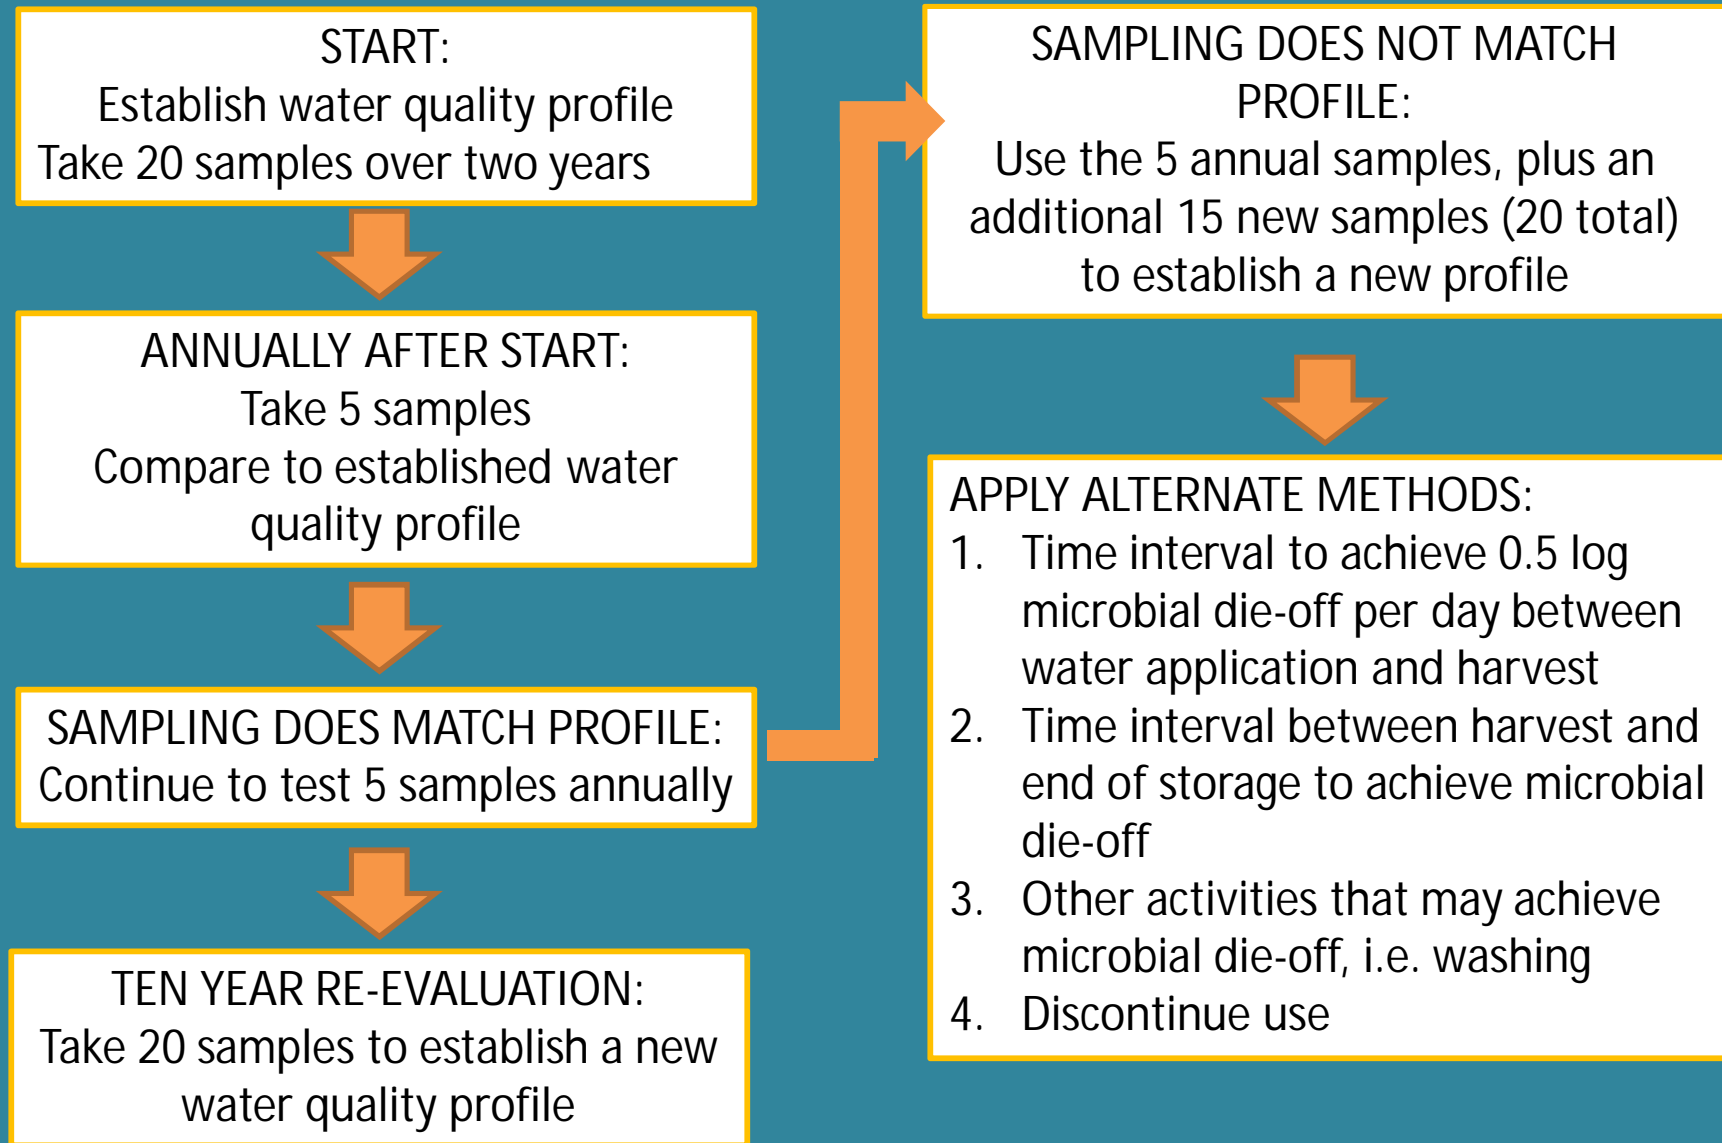 START:
Establish water quality profile
Take 20 samples over two years
ANNUALLY AFTER START:
Take 5 samples
Compare to established water
quality profile
SAMPLING DOES MATCH PROFILE:
Continue to test 5 samples annually
TEN YEAR RE-EVALUATION:
Take 20 samples to establish a new
water quality profile
SAMPLING DOES NOT MATCH
PROFILE:
Use the 5 annual samples, plus an
additional 15 new samples (20 total)
to establish a new profile
APPLY ALTERNATE METHODS:
1. Time interval to achieve 0.5 log
microbial die-off per day between
water application and harvest
2. Time interval between harvest and
end of storage to achieve microbial
die-off
3. Other activities that may achieve
microbial die-off, i.e. washing
4. Discontinue use